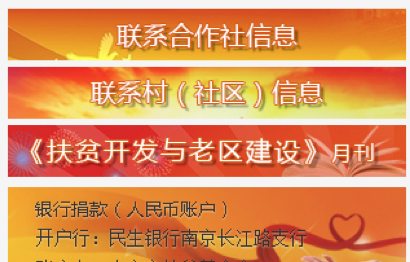 联系合作社信息
联系村（社区）信息
《扶贫开发与老区建设》月刊
银行捐款（人民币账户）
开户行：民生银行南京长江路支行